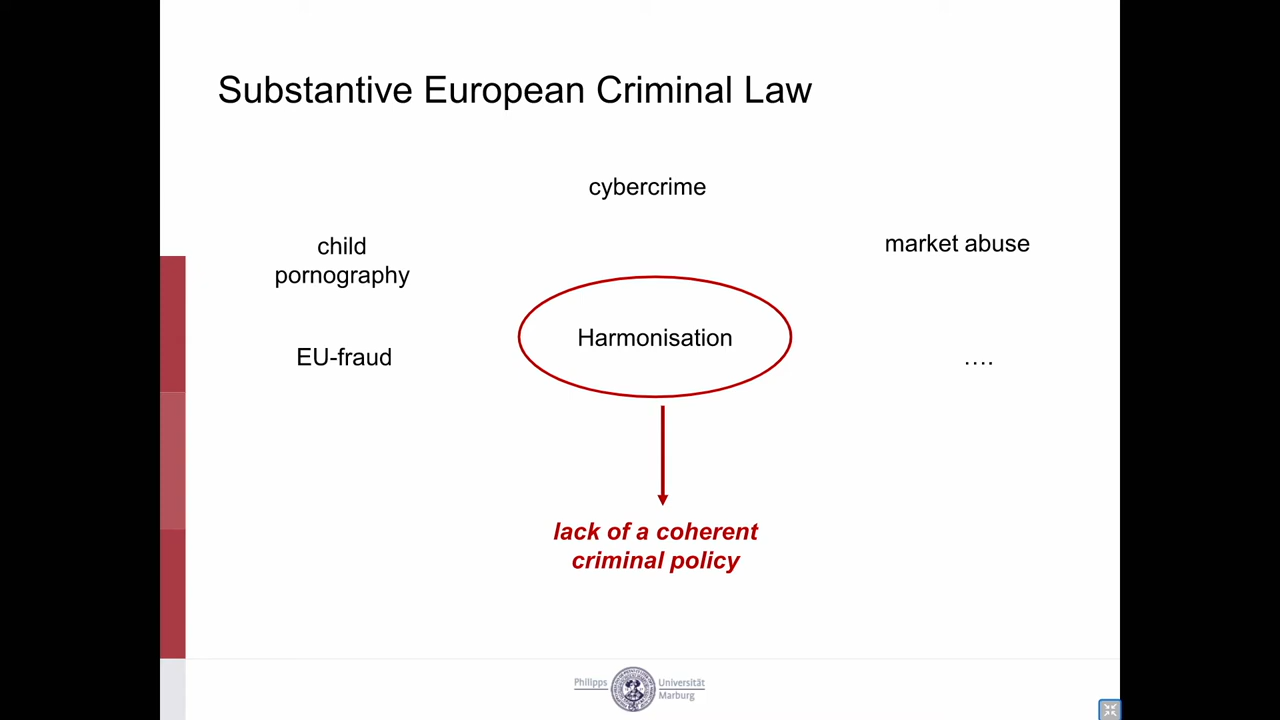 Substantive European Criminal Law
cybercrime
child
pornography
market abuse
Harmonisation
EU-fraud
....
lack of a coherent
criminal policy
Philipps
Universität
Marburg